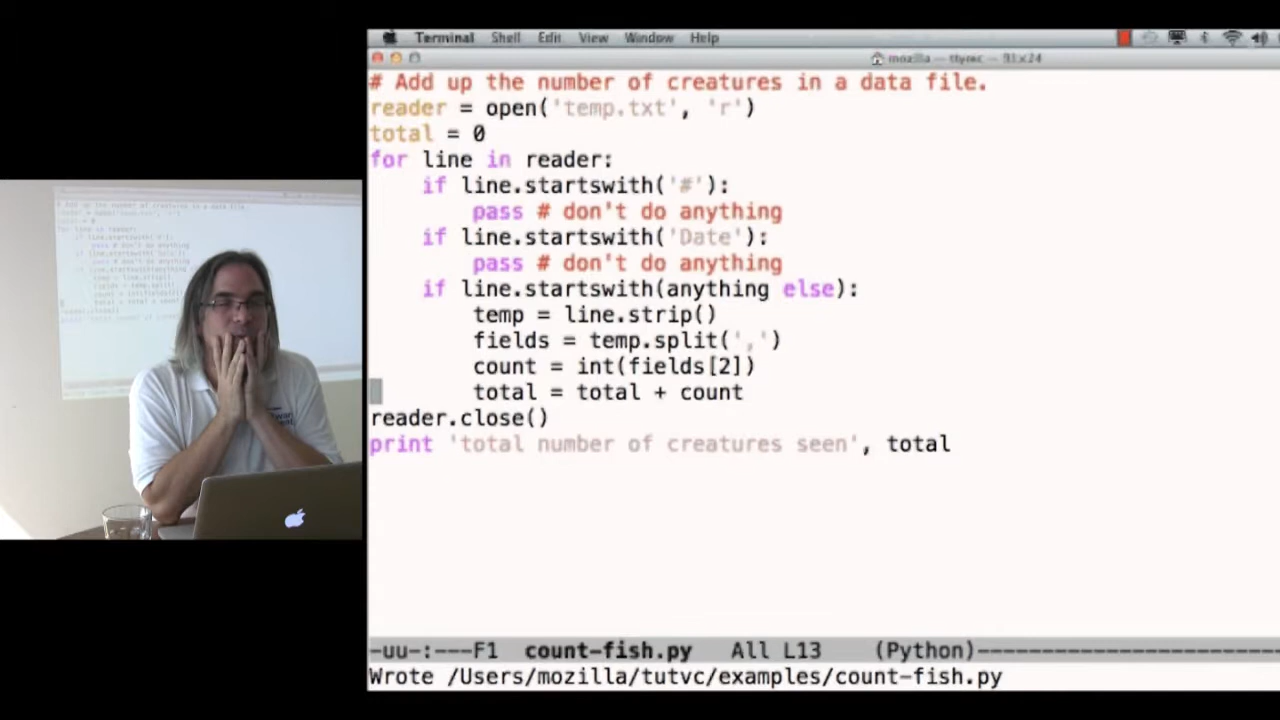 Terminal Shell Edit View Window Help
mozilla — ttys — 91×24
# Add up the number of creatures in a data file.
reader = open('temp.txt', 'r')
total = 0
for line in reader:
    if line.startswith('#'):
        pass # don't do anything
    if line.startswith('Date'):
        pass # don't do anything
    if line.startswith(anything else):
        temp = line.strip()
        fields = temp.split(',')
        count = int(fields[2])
        total = total + count
reader.close()
print 'total number of creatures seen', total
-uu-:---F1 count-fish.py All L13 (Python)----------------------------
Wrote /Users/mozilla/tutvc/examples/count-fish.py